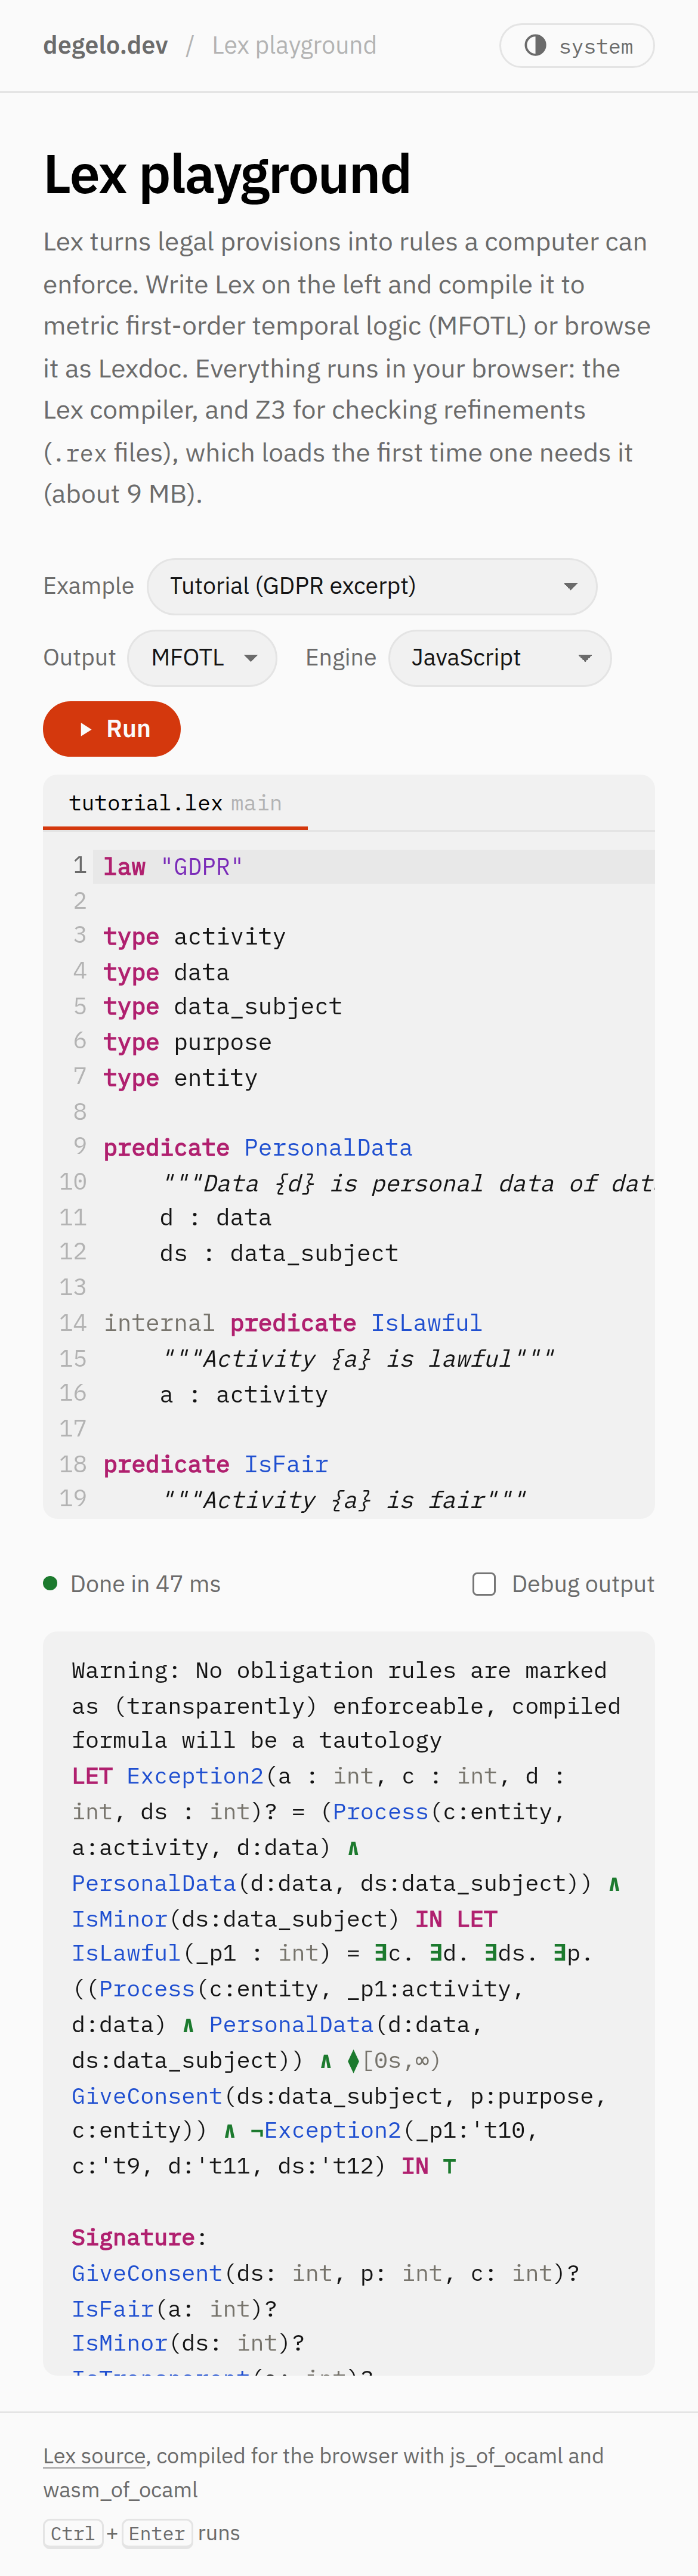 degelo.dev / Lex playground system
Lex playground
Lex turns legal provisions into rules a computer can
enforce. Write Lex on the left and compile it to
metric first-order temporal logic (MFOTL) or browse
it as Lexdoc. Everything runs in your browser: the
Lex compiler, and Z3 for checking refinements
(.rex files), which loads the first time one needs it
(about 9 MB).
Example Tutorial (GDPR excerpt)
Output MFOTL Engine JavaScript
Run
tutorial.lex main
1 law "GDPR"
2
3 type activity
4 type data
5 type data_subject
6 type purpose
7 type entity
8
9 predicate PersonalData
10 """Data {d} is personal data of dat
11 d : data
12 ds : data_subject
13
14 internal predicate IsLawful
15 """Activity {a} is lawful"""
16 a : activity
17
18 predicate IsFair
19 """Activity {a} is fair"""
Done in 47 ms Debug output
Warning: No obligation rules are marked
as (transparently) enforceable, compiled
formula will be a tautology
LET Exception2(a : int, c : int, d :
int, ds : int)? = (Process(c:entity,
a:activity, d:data) ∧
PersonalData(d:data, ds:data_subject)) ∧
IsMinor(ds:data_subject) IN LET
IsLawful(_p1 : int) = ∃c. ∃d. ∃ds. ∃p.
((Process(c:entity, _p1:activity,
d:data) ∧ PersonalData(d:data,
ds:data_subject)) ∧ ⧫[0s,∞)
GiveConsent(ds:data_subject, p:purpose,
c:entity)) ∧ ¬Exception2(_p1:'t10,
c:'t9, d:'t11, ds:'t12) IN ⊤
Signature:
GiveConsent(ds: int, p: int, c: int)?
IsFair(a: int)?
IsMinor(ds: int)?
IsTransparent(a: int)?
Lex source, compiled for the browser with js_of_ocaml and
wasm_of_ocaml
Ctrl + Enter runs